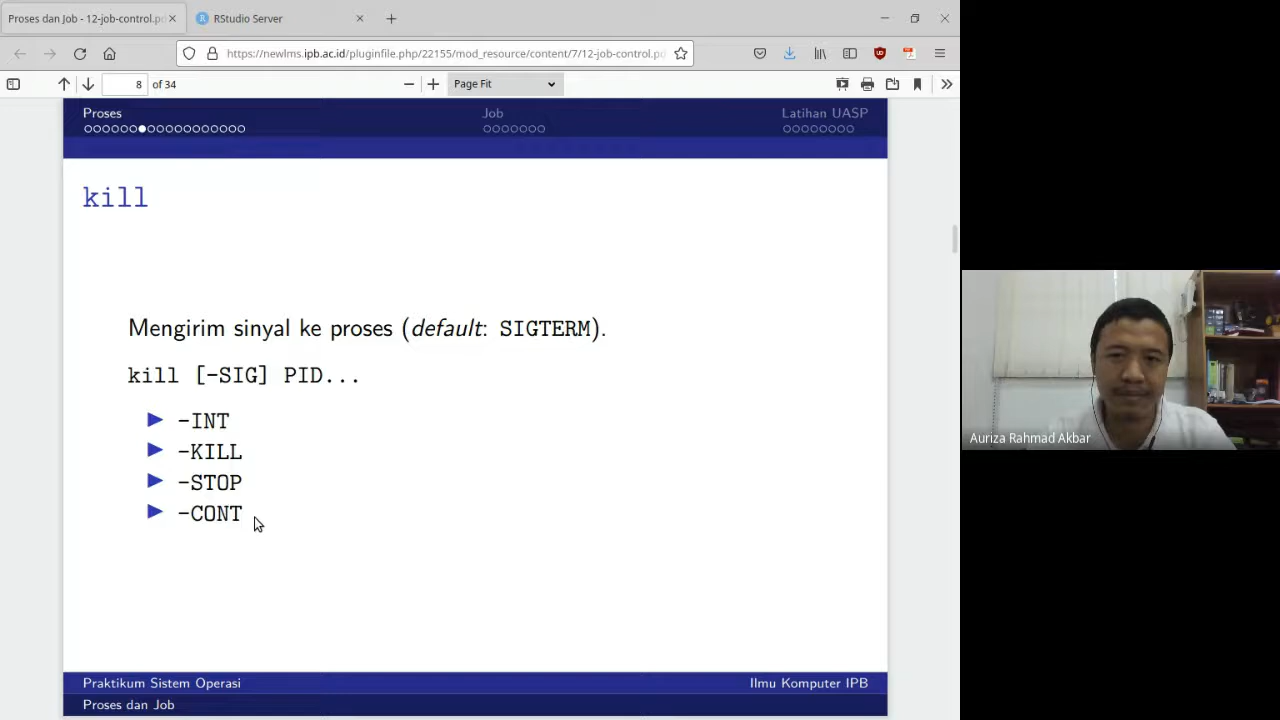 Proses dan Job - 12-job-control.pd
RStudio Server
https://newlms.ipb.ac.id/pluginfile.php/22155/mod_resource/content/7/12-job-control.pd
8 of 34
Page Fit
Proses
Job
Latihan UASP
kill
Mengirim sinyal ke proses (default: SIGTERM).
kill [-SIG] PID...
-INT
-KILL
-STOP
-CONT
Auriza Rahmad Akbar
Praktikum Sistem Operasi
Ilmu Komputer IPB
Proses dan Job